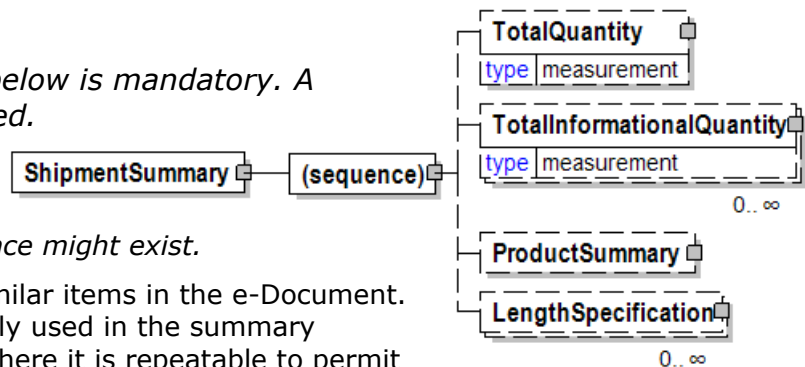 TotalQuantity
type measurement
below is mandatory. A
ed.
TotalInformationalQuantity
type measurement
0.. ∞
ShipmentSummary
(sequence)
nce might exist.
ProductSummary
milar items in the e-Document.
ly used in the summary
LengthSpecification
here it is repeatable to permit
0.. ∞